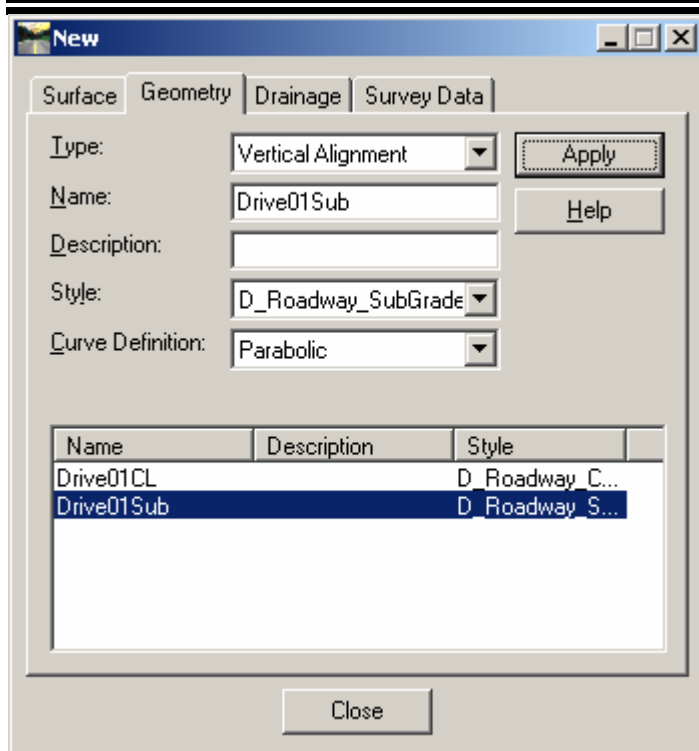 New
Surface Geometry Drainage Survey Data
Type: Vertical Alignment Apply
Name: Drive01Sub Help
Description:
Style: D_Roadway_SubGrade
Curve Definition: Parabolic
Name Description Style
Drive01CL D_Roadway_C...
Drive01Sub D_Roadway_S...
Close